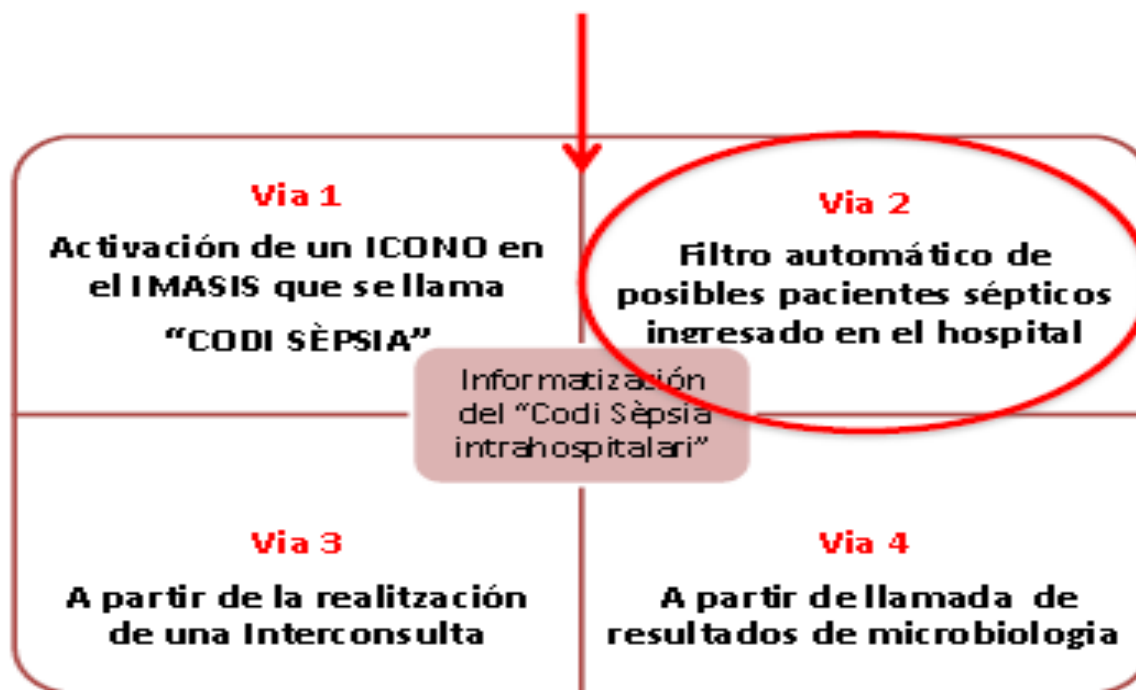 Via 1
Activación de un ICONO en
el IMASIS que se llama
“CODI SÈPSIA”
Via 2
Filtro automático de
posibles pacientes sépticos
ingresado en el hospital
Informatización
del “Codi Sèpsia
intrahospitalari”
Via 3
A partir de la realitzación
de una Interconsulta
Via 4
A partir de llamada de
resultados de microbiologia